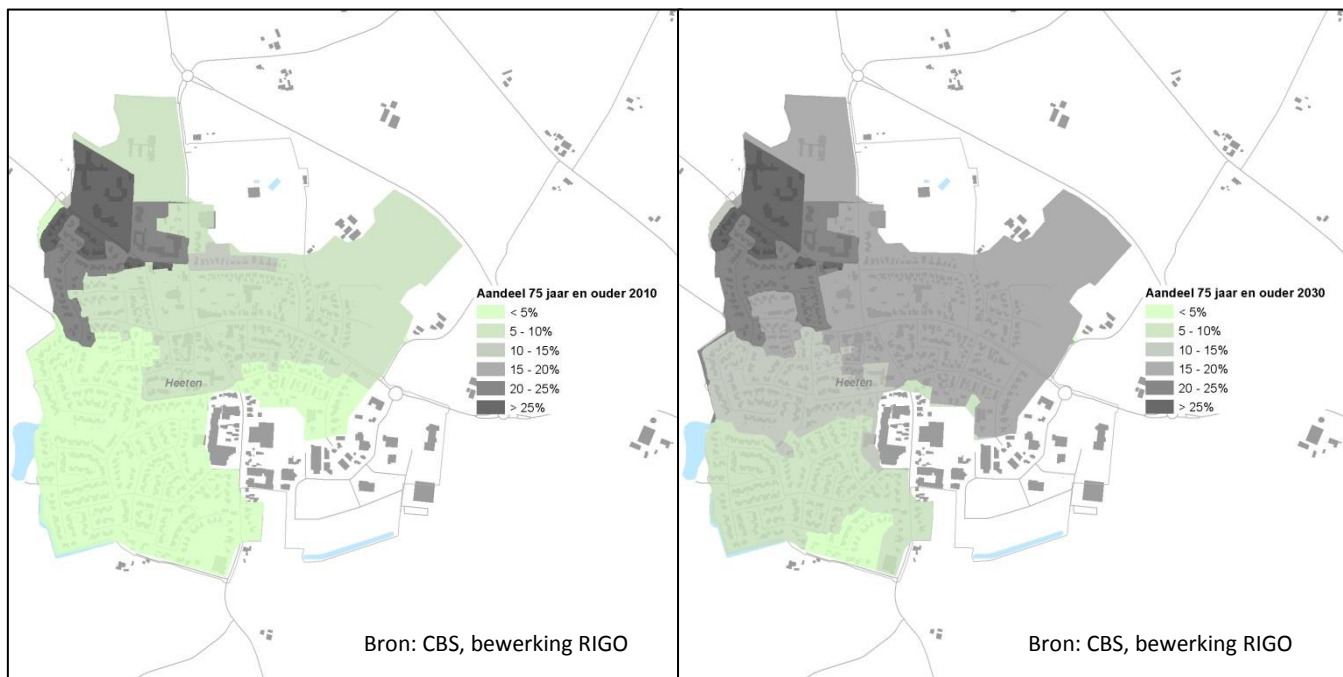 Aandeel 75 jaar en ouder 2010
< 5%
5 - 10%
10 - 15%
15 - 20%
20 - 25%
> 25%
Heeten
Bron: CBS, bewerking RIGO
Aandeel 75 jaar en ouder 2030
< 5%
5 - 10%
10 - 15%
15 - 20%
20 - 25%
> 25%
Heeten
Bron: CBS, bewerking RIGO